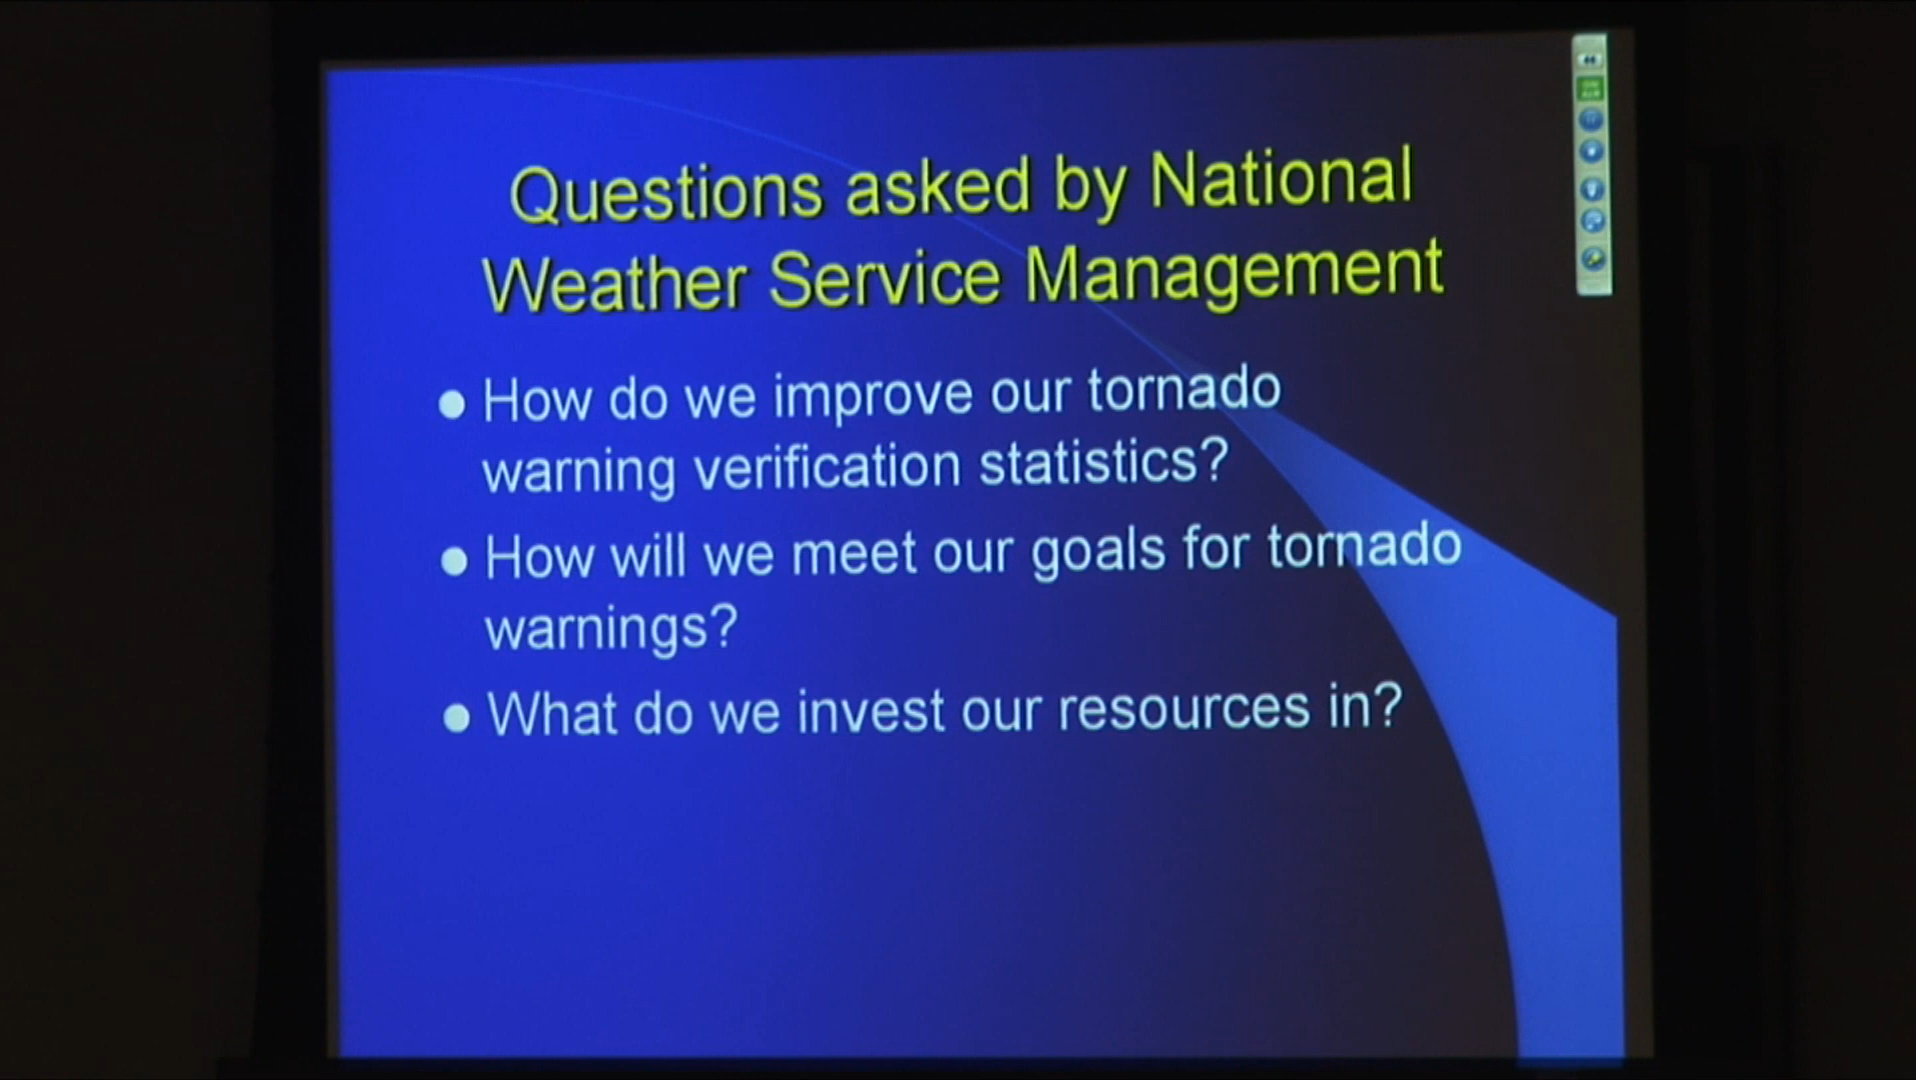 Questions asked by National
Weather Service Management
● How do we improve our tornado
warning verification statistics?
● How will we meet our goals for tornado
warnings?
● What do we invest our resources in?